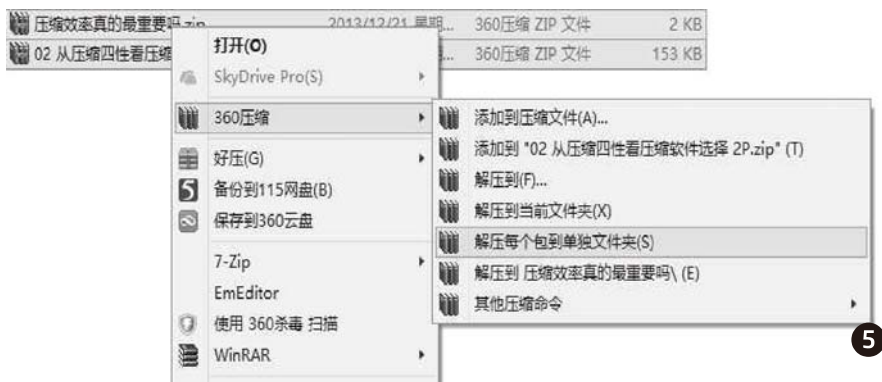 压缩效率真的最重要吗.zip 2013/12/21 星期... 360压缩 ZIP 文件 2 KB
02 从压缩四性看压缩 360压缩 ZIP 文件 153 KB
打开(O)
SkyDrive Pro(S)
360压缩
好压(G)
5 备份到115网盘(B)
保存到360云盘
7-Zip
EmEditor
使用 360杀毒 扫描
WinRAR
添加到压缩文件(A)...
添加到 "02 从压缩四性看压缩软件选择 2P.zip" (T)
解压到(F)...
解压到当前文件夹(X)
解压每个包到单独文件夹(S)
解压到 压缩效率真的最重要吗\ (E)
其他压缩命令
5